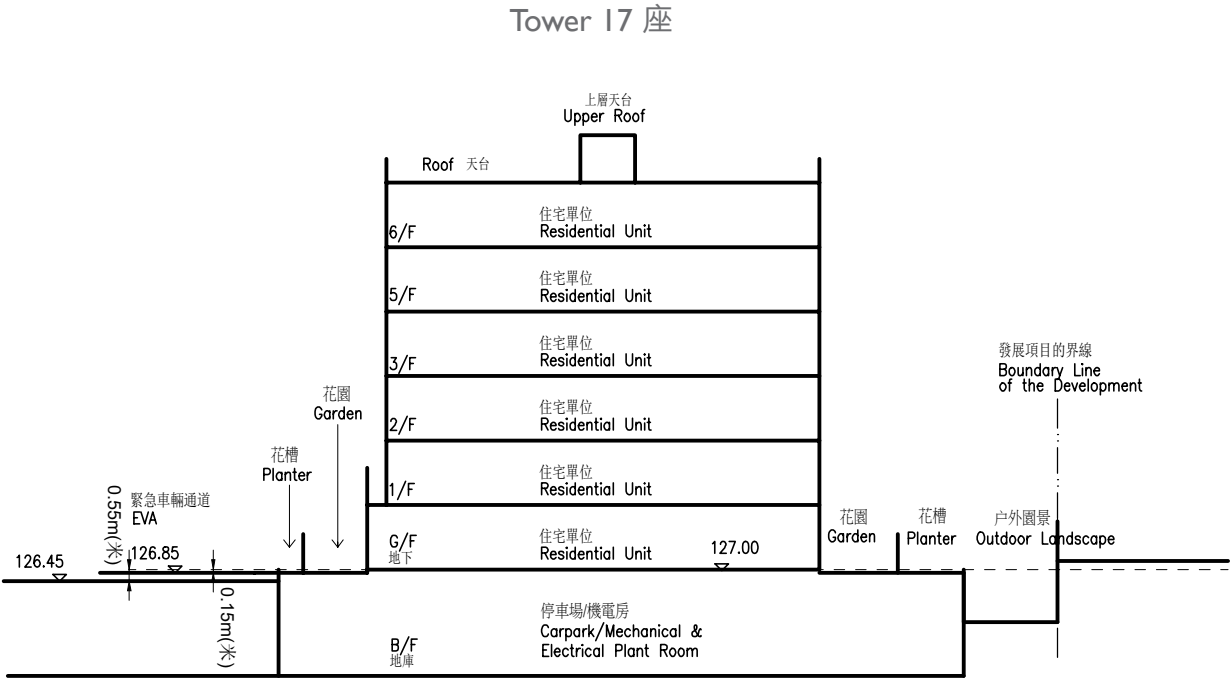 Tower 17 座
上層天台
Upper Roof
Roof 天台
住宅單位
6/F Residential Unit
住宅單位
5/F Residential Unit
住宅單位
3/F Residential Unit
發展項目的界線
Boundary Line
of the Development
花園
Garden
住宅單位
2/F Residential Unit
花槽
Planter
住宅單位
1/F Residential Unit
緊急車輛通道
EVA
0.55m(米)
126.45
126.85
G/F
地下
住宅單位
Residential Unit
127.00
花園
Garden
花槽
Planter
户外園景
Outdoor Landscape
0.15m(米)
停車場/機電房
Carpark/Mechanical &
Electrical Plant Room
B/F
地庫